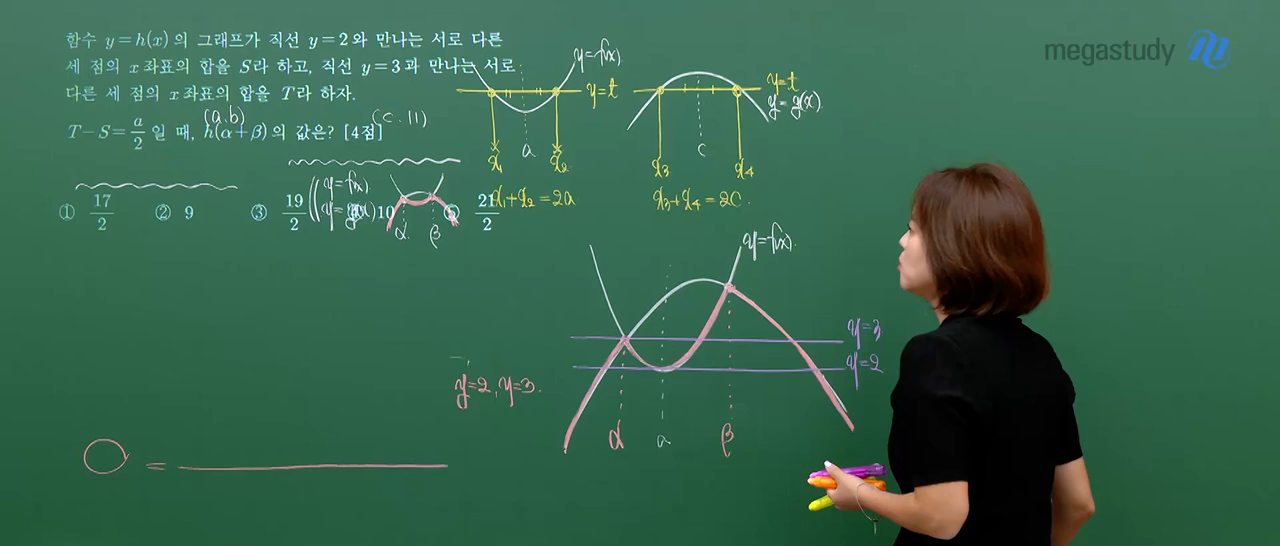 함수 y = h(x)의 그래프가 직선 y = 2와 만나는 서로 다른
세 점의 x좌표의 합을 S라 하고, 직선 y = 3과 만나는 서로
다른 세 점의 x좌표의 합을 T라 하자.
(a.b)
(c.11)
T-S= a/2 일 때, h(α+β)의 값은? [4점]
① 17/2 ② 9 ③ 19/2 10 21/2
y=f(x)
α β
y=f(x)
y=t
a
x₁ x₂
x₁+x₂=2a
y=t
y=g(x)
c
x₃ x₄
x₃+x₄=2c
y=f(x)
y=3
y=2
α a β
y=2, y=3
=
megastudy